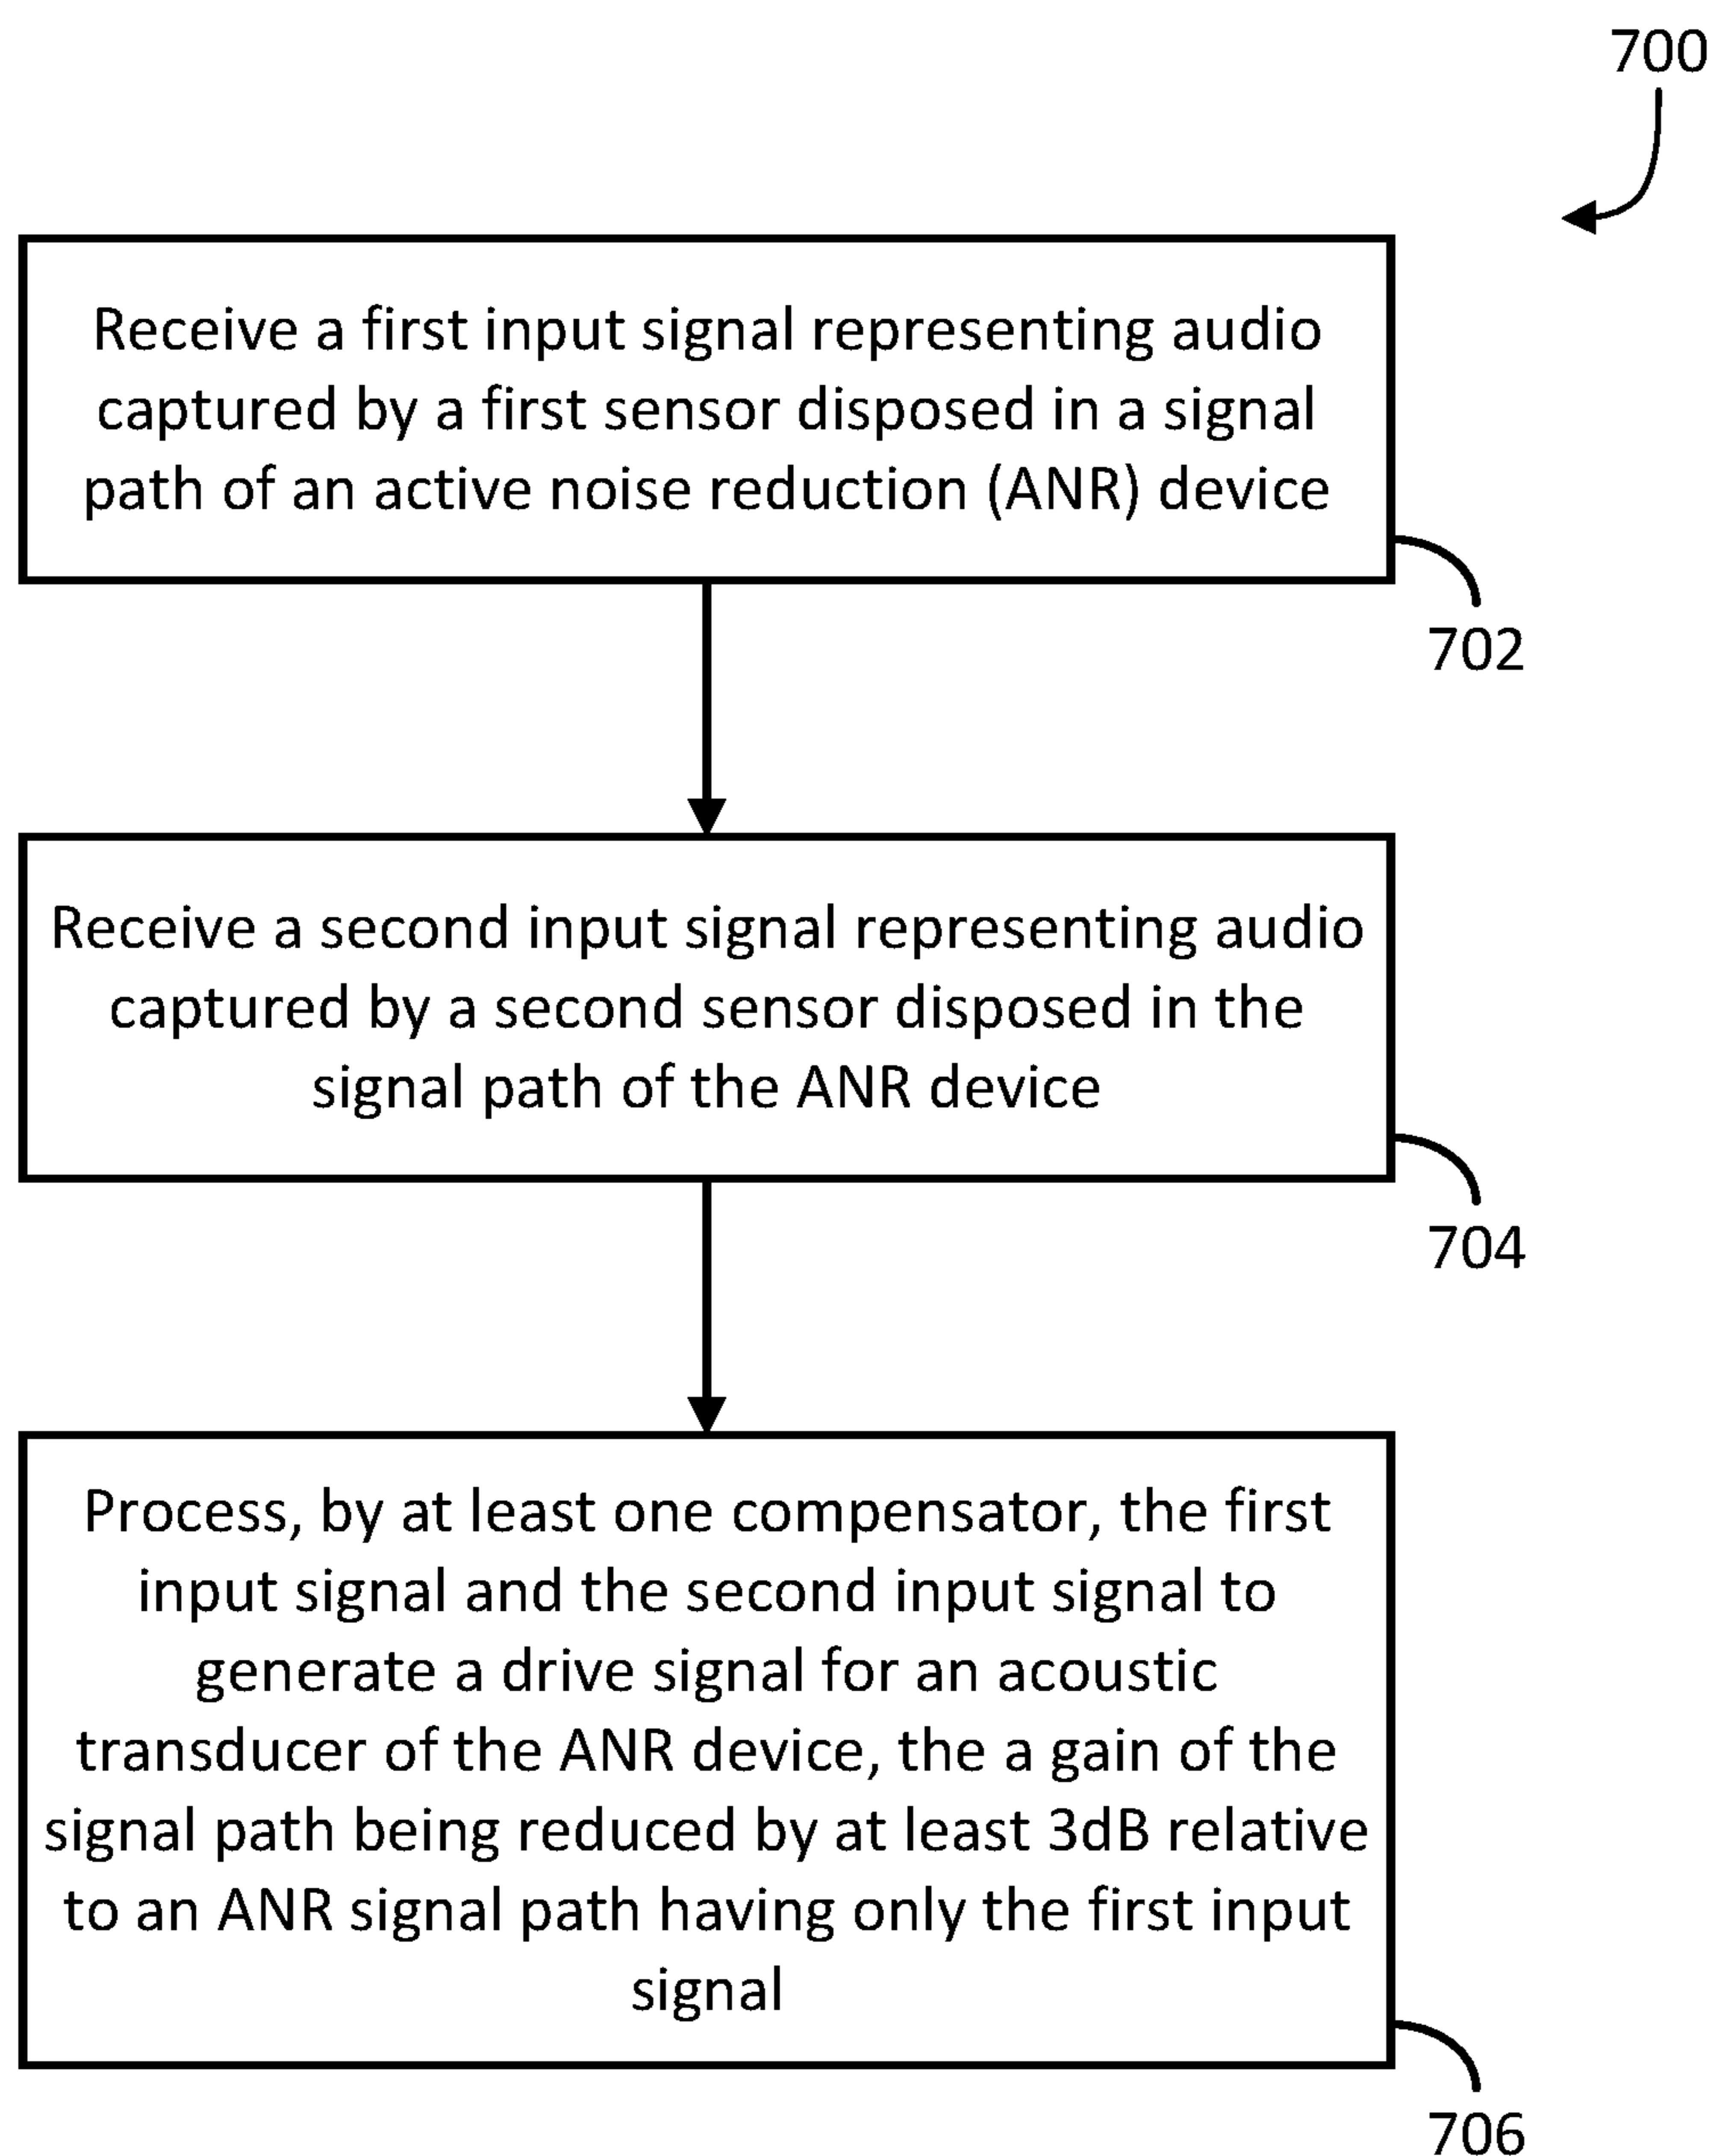 700
Receive a first input signal representing audio
captured by a first sensor disposed in a signal
path of an active noise reduction (ANR) device
702
Receive a second input signal representing audio
captured by a second sensor disposed in the
signal path of the ANR device
704
Process, by at least one compensator, the first
input signal and the second input signal to
generate a drive signal for an acoustic
transducer of the ANR device, the a gain of the
signal path being reduced by at least 3dB relative
to an ANR signal path having only the first input
signal
706